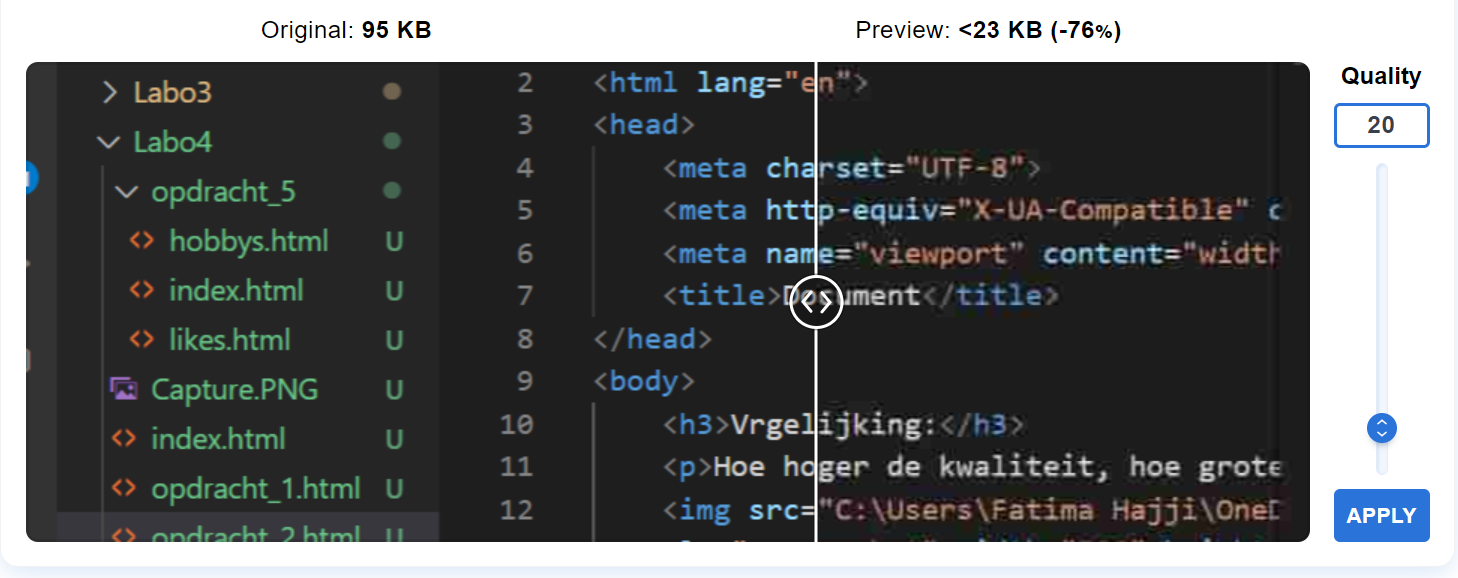 Original: 95 KB
Preview: <23 KB (-76%)
Quality
20
APPLY
Labo3
Labo4
opdracht_5
hobbys.html U
index.html U
likes.html U
Capture.PNG U
index.html U
opdracht_1.html U
opdracht_2.html U
2 <html lang="en">
3 <head>
4 <meta charset="UTF-8">
5 <meta http-equiv="X-UA-Compatible" c
6 <meta name="viewport" content="width
7 <title>Document</title>
8 </head>
9 <body>
10 <h3>Vrgelijking:</h3>
11 <p>Hoe hoger de kwaliteit, hoe grote
12 <img src="C:\Users\Fatima Hajji\OneD